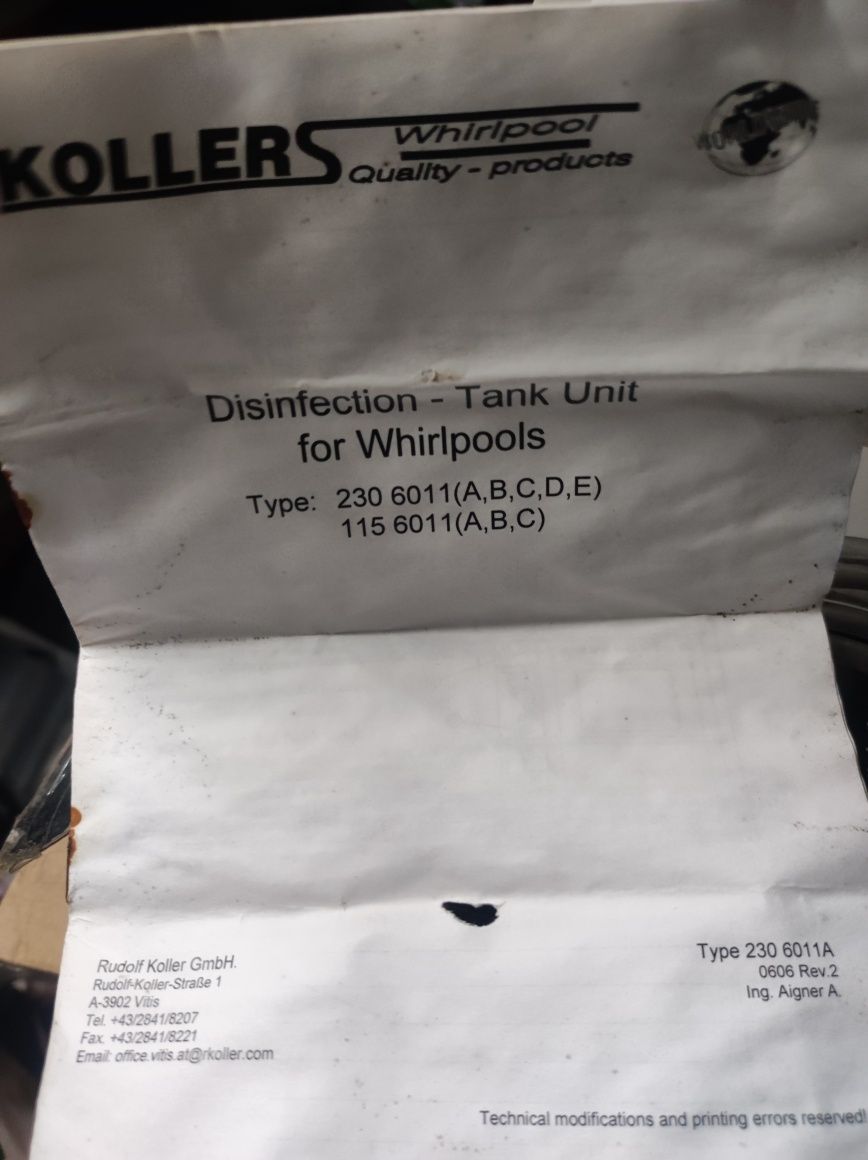 KOLLERS Whirlpool
Quality - products
Disinfection - Tank Unit
for Whirlpools
Type: 230 6011(A,B,C,D,E)
115 6011(A,B,C)
Rudolf Koller GmbH.
Rudolf-Koller-Straße 1
A-3902 Vitis
Tel. +43/2841/8207
Fax. +43/2841/8221
Email: office.vitis.at@rkoller.com
Type 230 6011A
0606 Rev.2
Ing. Aigner A.
Technical modifications and printing errors reserved!